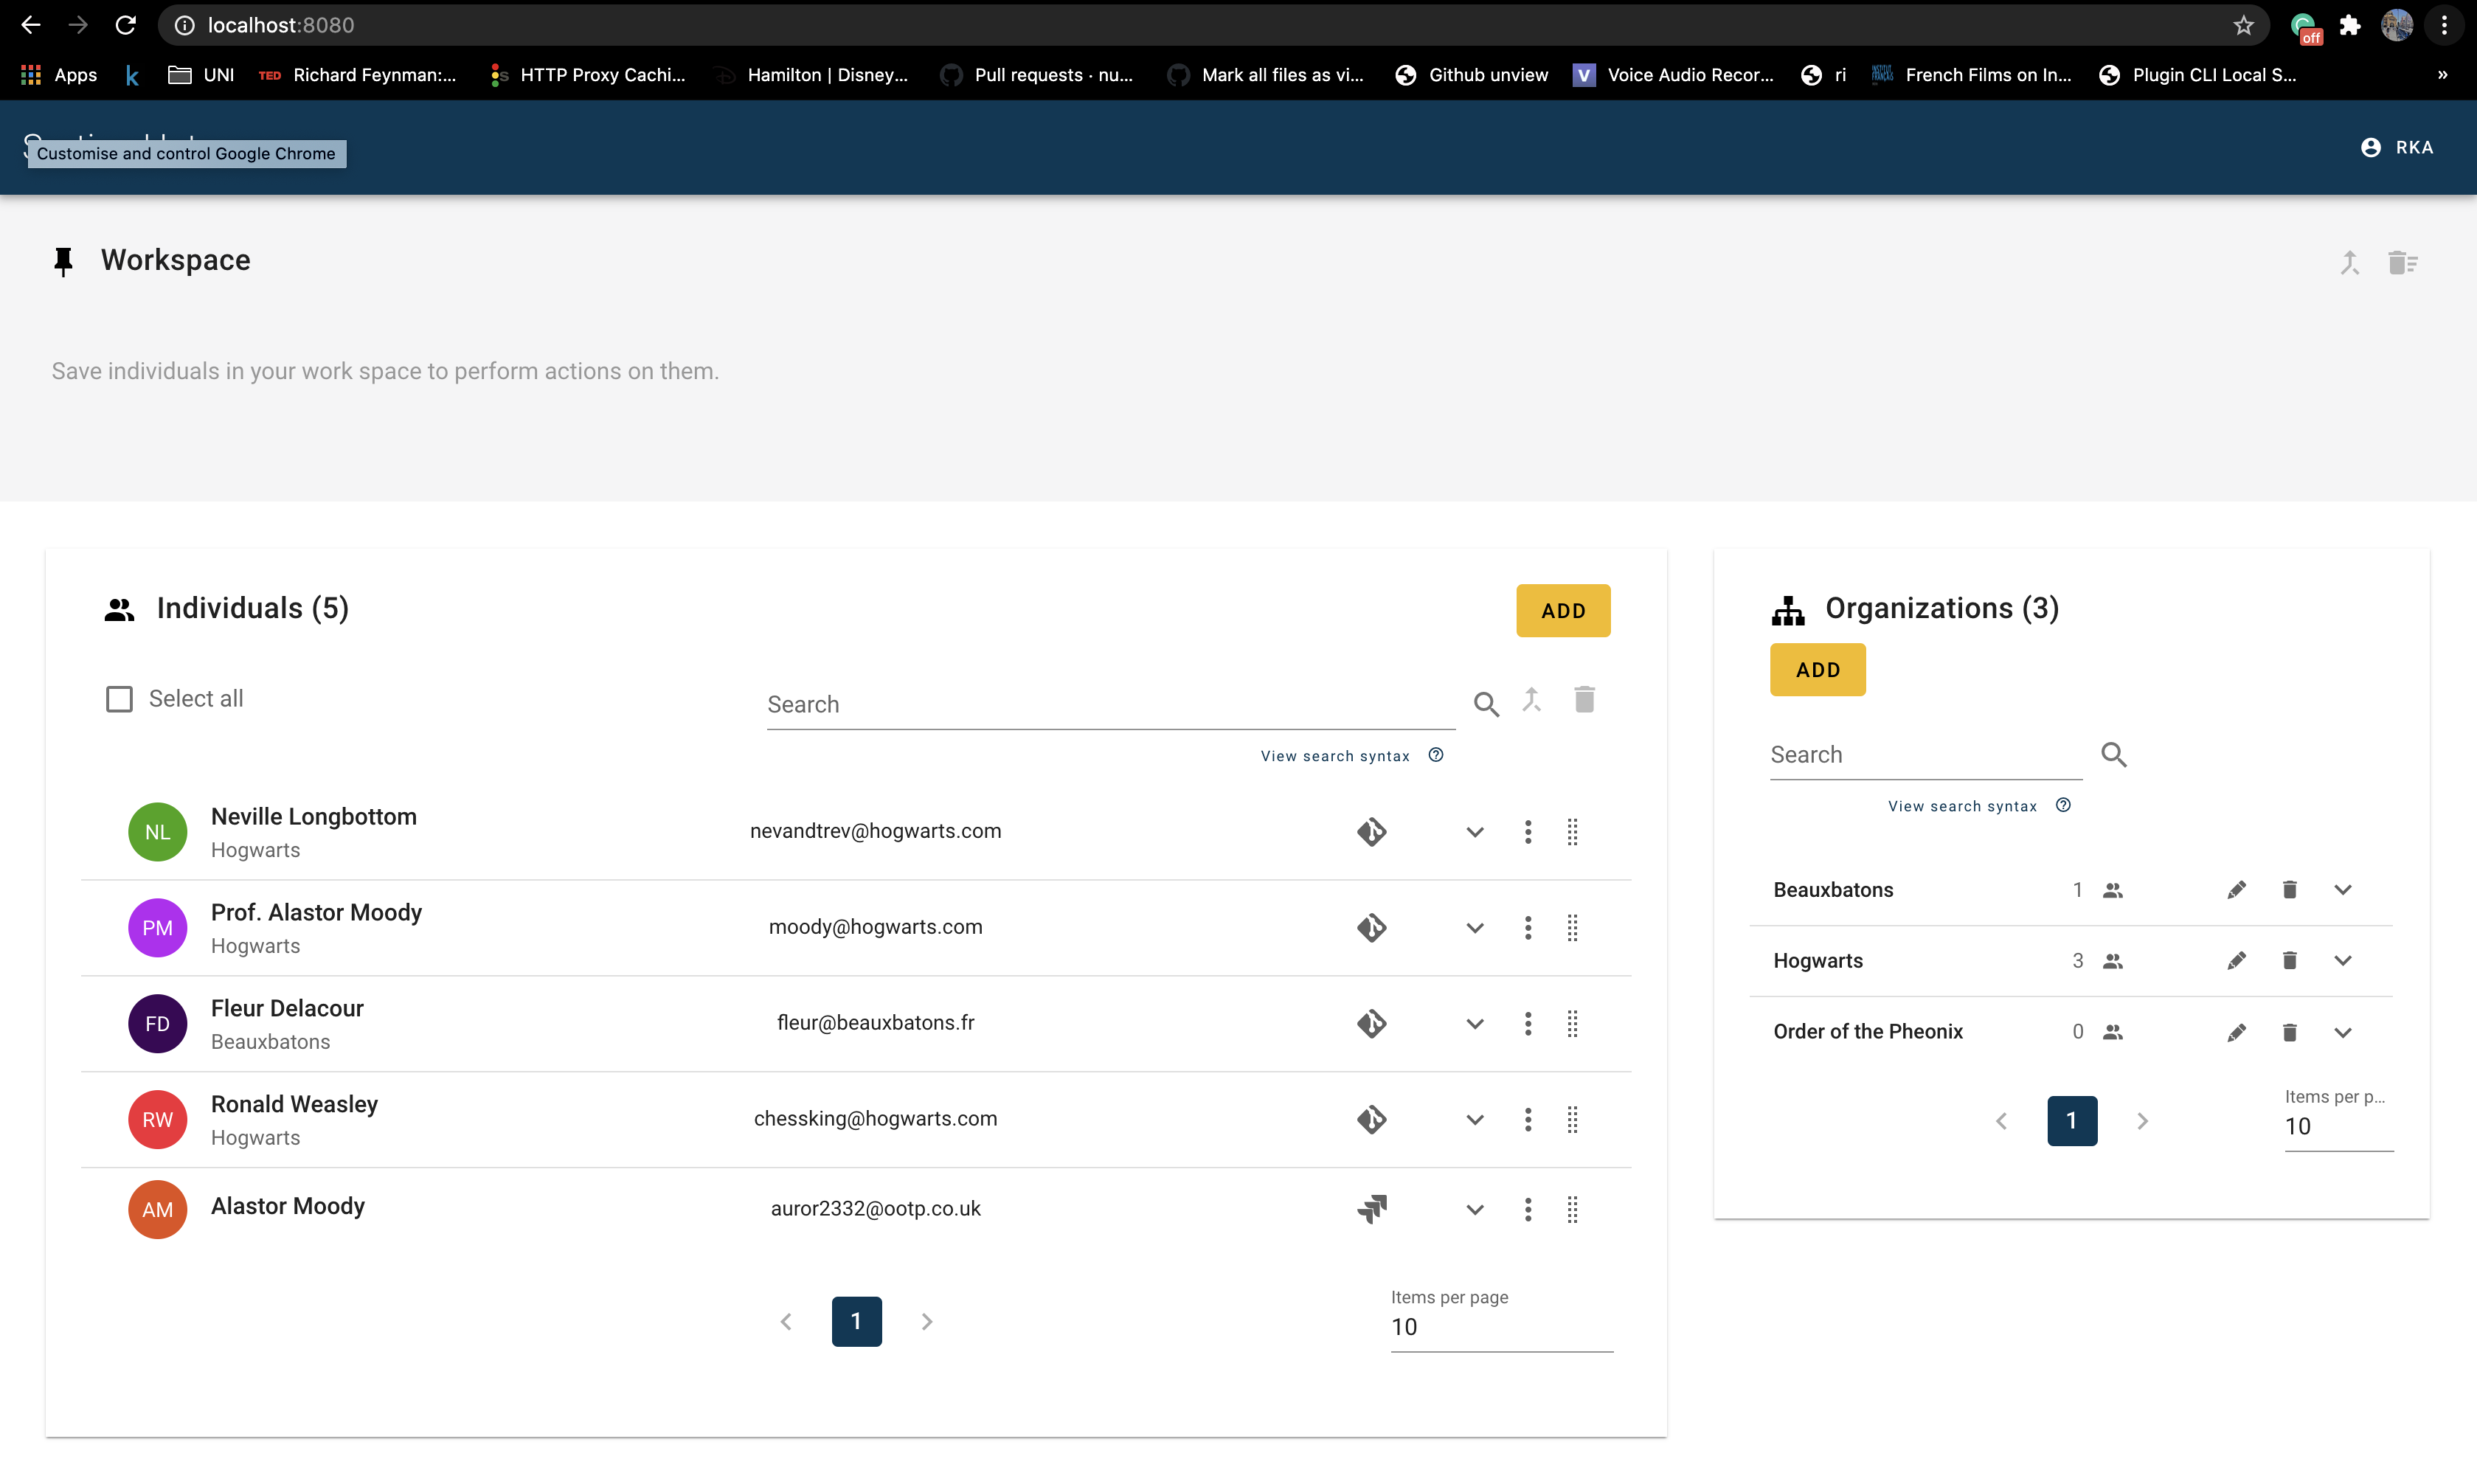 localhost:8080
off
Apps
k
UNI
TED Richard Feynman:...
HTTP Proxy Cachi...
Hamilton | Disney...
Pull requests · nu...
Mark all files as vi...
Github unview
V Voice Audio Recor...
ri
French Films on In...
Plugin CLI Local S...
»
Customise and control Google Chrome
RKA
Workspace
Save individuals in your work space to perform actions on them.
Individuals (5)
ADD
Select all
Search
View search syntax
NL
Neville Longbottom
Hogwarts
nevandtrev@hogwarts.com
PM
Prof. Alastor Moody
Hogwarts
moody@hogwarts.com
FD
Fleur Delacour
Beauxbatons
fleur@beauxbatons.fr
RW
Ronald Weasley
Hogwarts
chessking@hogwarts.com
AM
Alastor Moody
auror2332@ootp.co.uk
1
Items per page
10
Organizations (3)
ADD
Search
View search syntax
Beauxbatons 1
Hogwarts 3
Order of the Pheonix 0
1
Items per p...
10